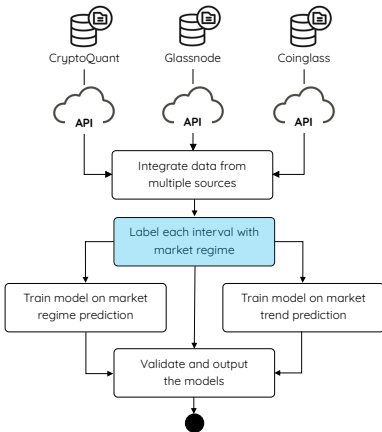 CryptoQuant
Glassnode
Coinglass
API
API
API
Integrate data from
multiple sources
Label each interval with
market regime
Train model on market
regime prediction
Train model on market
trend prediction
Validate and output
the models